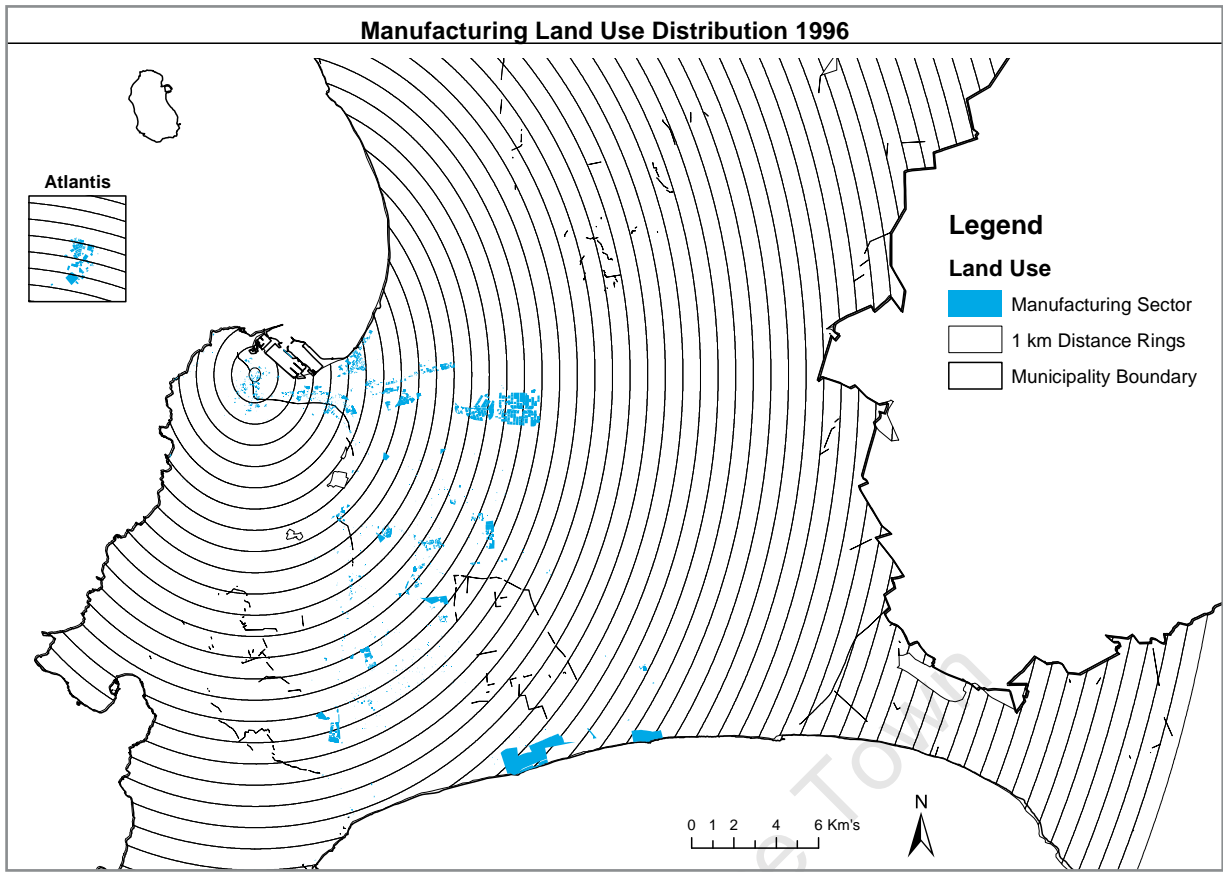 Manufacturing Land Use Distribution 1996
Atlantis
Legend
Land Use
Manufacturing Sector
1 km Distance Rings
Municipality Boundary
N
0 1 2 4 6 Km's
Town